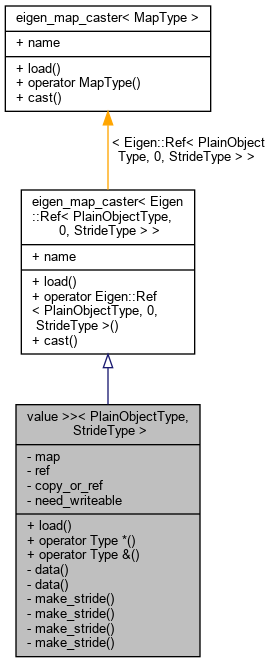 eigen_map_caster< MapType >
+ name
+ load()
+ operator MapType()
+ cast()
< Eigen::Ref< PlainObject
Type, 0, StrideType > >
eigen_map_caster< Eigen
::Ref< PlainObjectType,
0, StrideType > >
+ name
+ load()
+ operator Eigen::Ref
< PlainObjectType, 0,
StrideType >()
+ cast()
value >>< PlainObjectType,
StrideType >
- map
- ref
- copy_or_ref
- need_writeable
+ load()
+ operator Type *()
+ operator Type &()
- data()
- data()
- make_stride()
- make_stride()
- make_stride()
- make_stride()